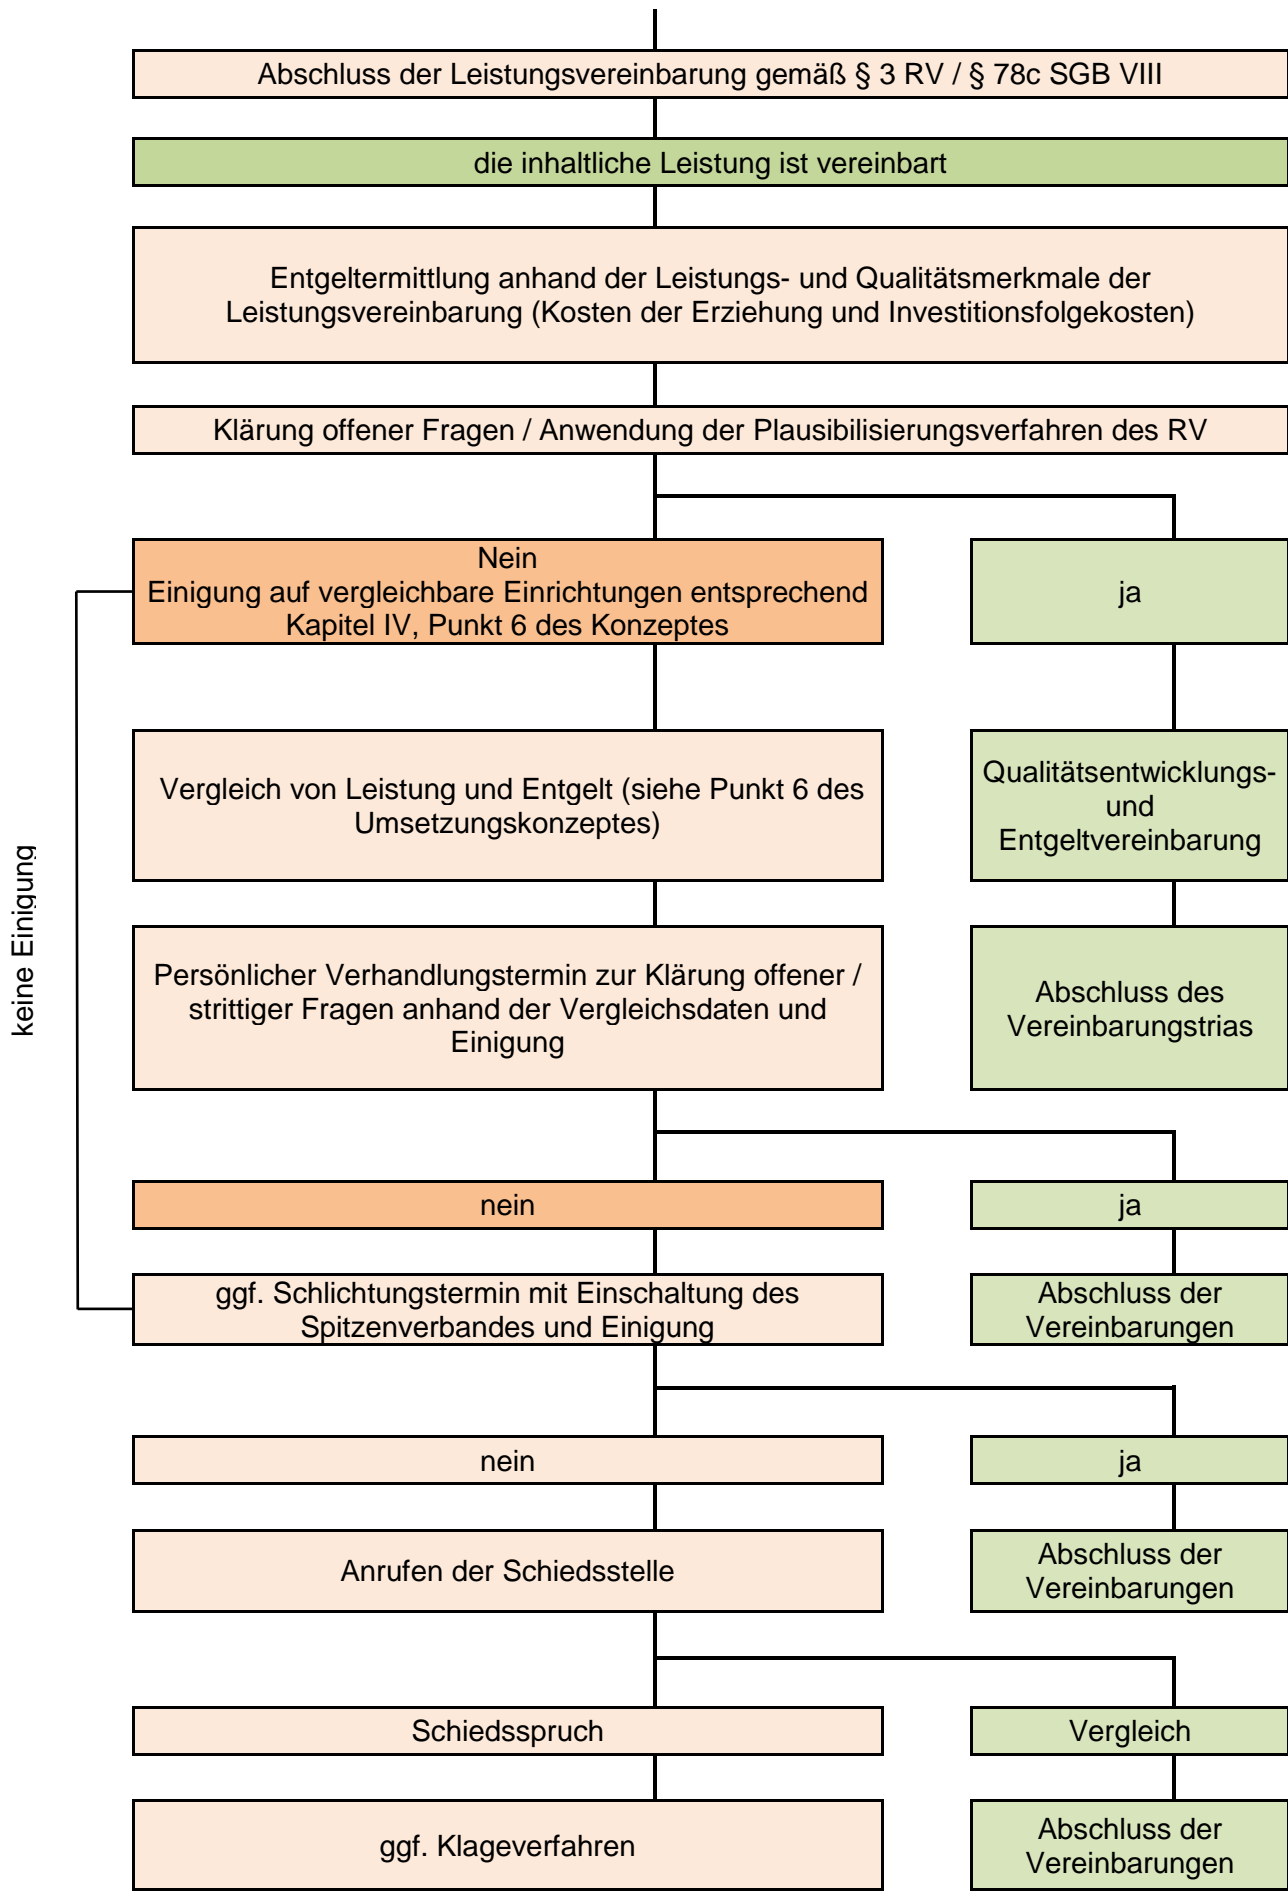 Abschluss der Leistungsvereinbarung gemäß § 3 RV / § 78c SGB VIII
die inhaltliche Leistung ist vereinbart
Entgeltermittlung anhand der Leistungs- und Qualitätsmerkmale der
Leistungsvereinbarung (Kosten der Erziehung und Investitionsfolgekosten)
Klärung offener Fragen / Anwendung der Plausibilisierungsverfahren des RV
Nein
Einigung auf vergleichbare Einrichtungen entsprechend
Kapitel IV, Punkt 6 des Konzeptes
ja
keine Einigung
Vergleich von Leistung und Entgelt (siehe Punkt 6 des
Umsetzungskonzeptes)
Qualitätsentwicklungs-
und
Entgeltvereinbarung
Persönlicher Verhandlungstermin zur Klärung offener /
strittiger Fragen anhand der Vergleichsdaten und
Einigung
Abschluss des
Vereinbarungstrias
nein
ja
ggf. Schlichtungstermin mit Einschaltung des
Spitzenverbandes und Einigung
Abschluss der
Vereinbarungen
nein
ja
Anrufen der Schiedsstelle
Abschluss der
Vereinbarungen
Schiedsspruch
Vergleich
ggf. Klageverfahren
Abschluss der
Vereinbarungen